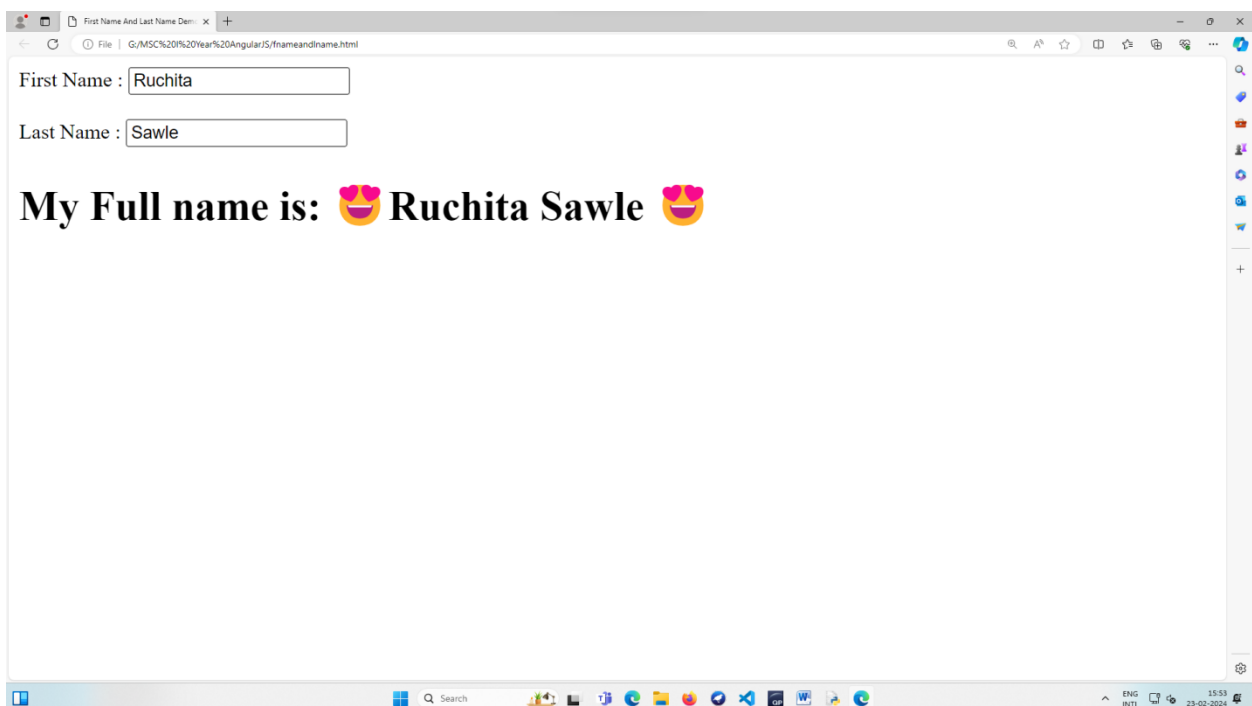 First Name And Last Name Dem
File | G:/MSC%20I%20Year%20AngularJS/fnameandlname.html
First Name : Ruchita
Last Name : Sawle
My Full name is: 😍 Ruchita Sawle 😍
Search
ENG
INTL
15:53
23-02-2024